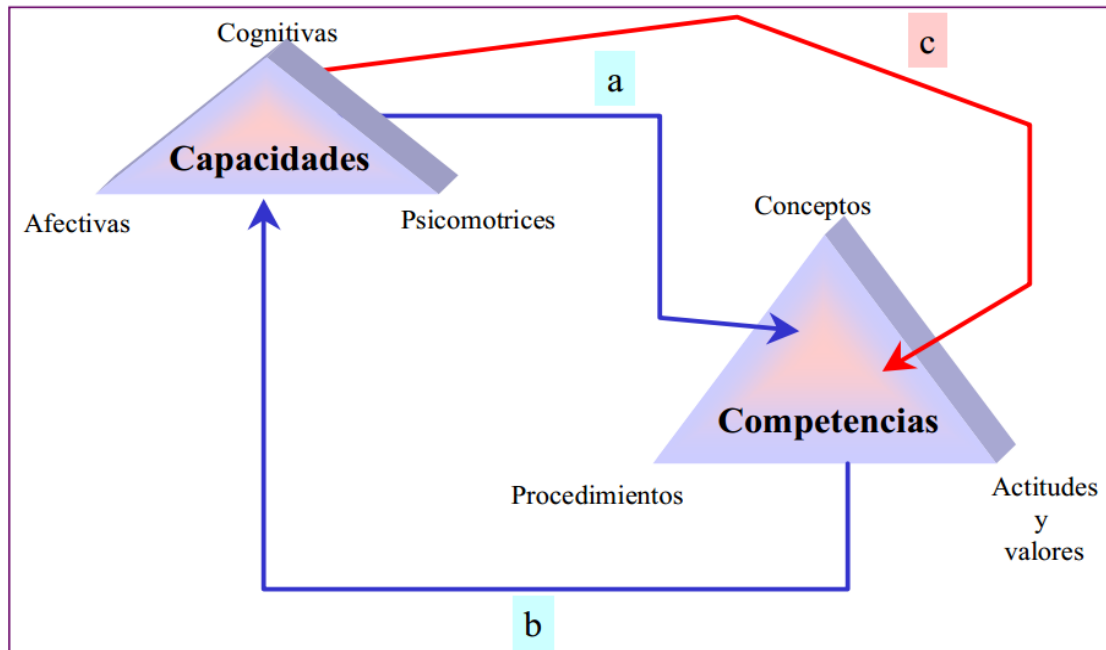 Cognitivas
c
a
Capacidades
Afectivas
Psicomotrices
Conceptos
Competencias
Procedimientos
Actitudes
y
valores
b